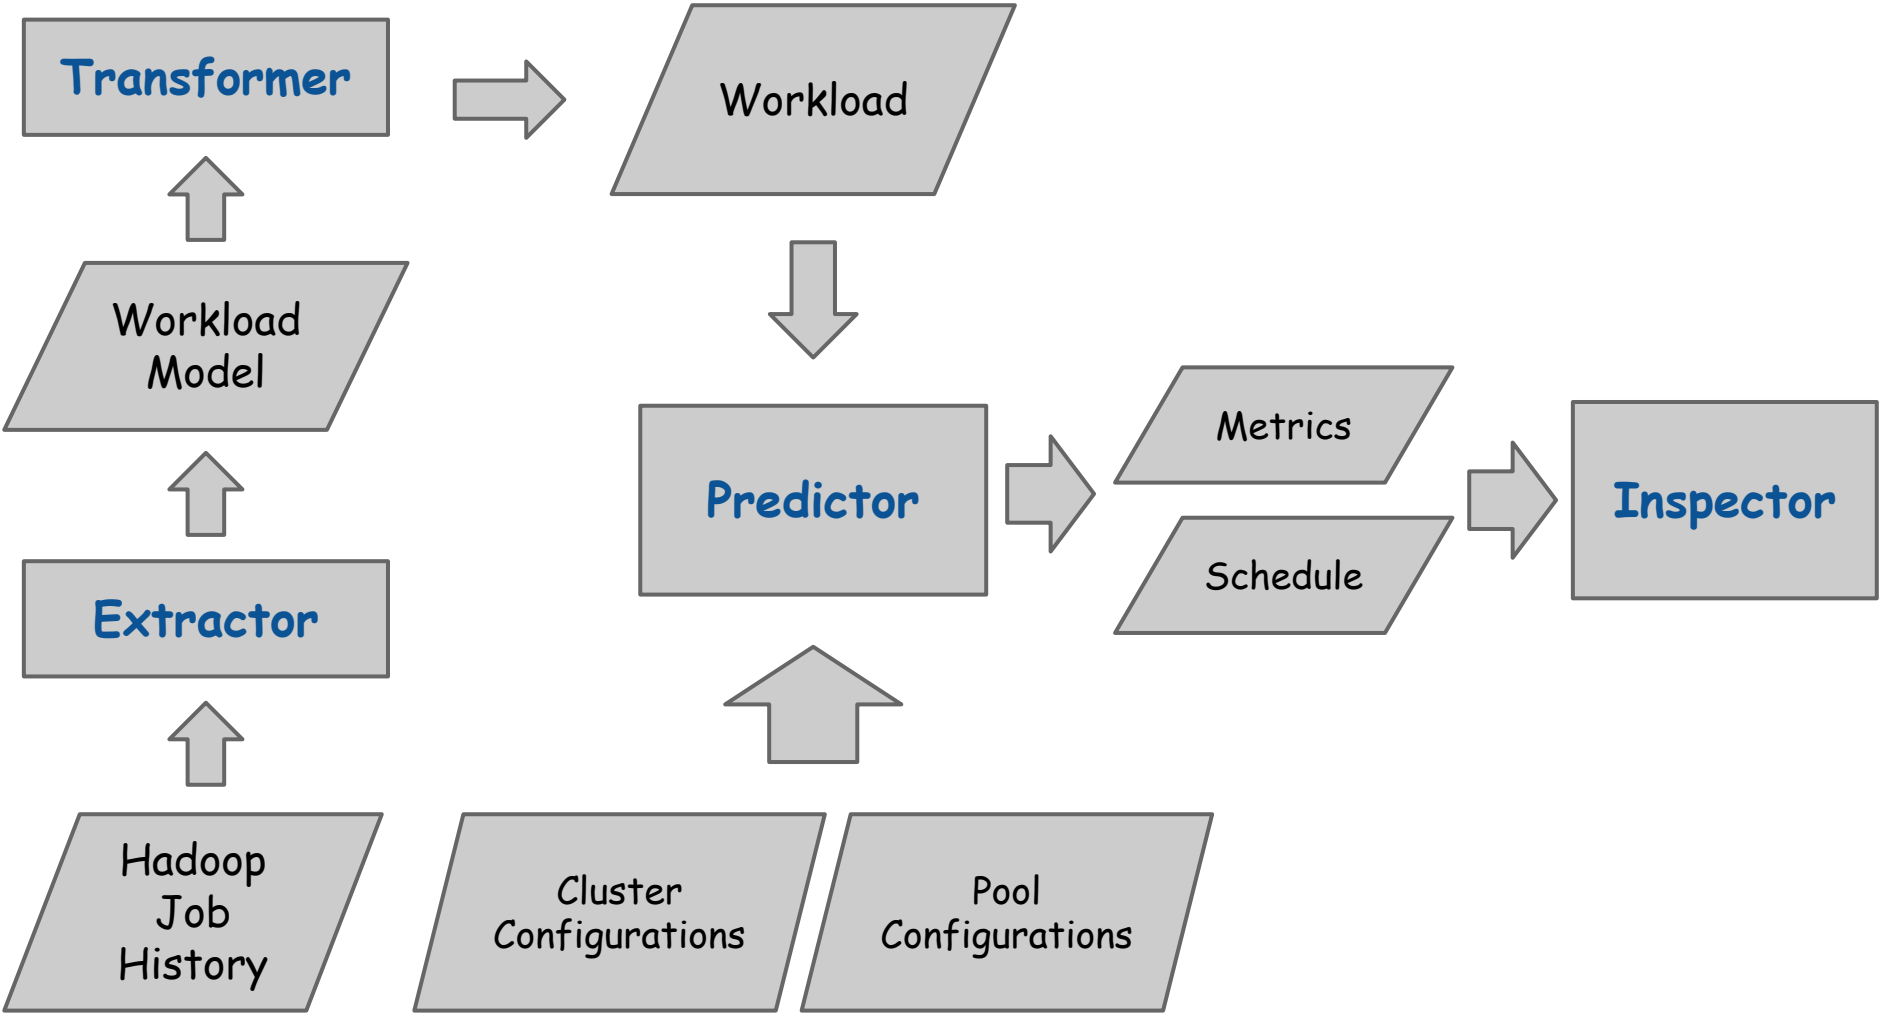 Transformer
Workload
Workload
Model
Metrics
Predictor
Inspector
Schedule
Extractor
Hadoop
Job
History
Cluster
Configurations
Pool
Configurations